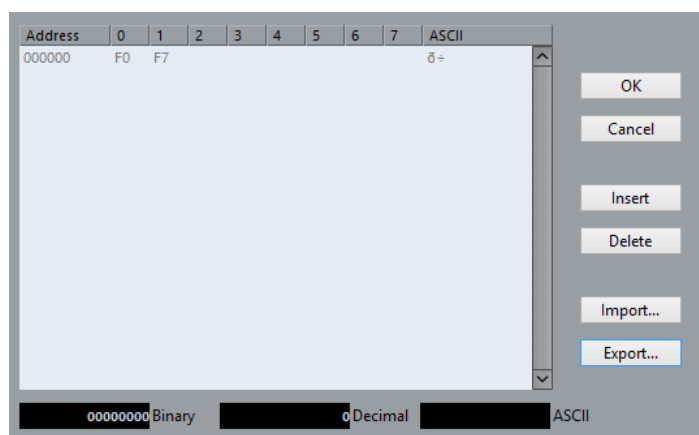 Address 0 1 2 3 4 5 6 7 ASCII
000000 F0 F7 ð÷
OK
Cancel
Insert
Delete
Import...
Export...
00000000 Binary 0 Decimal ASCII